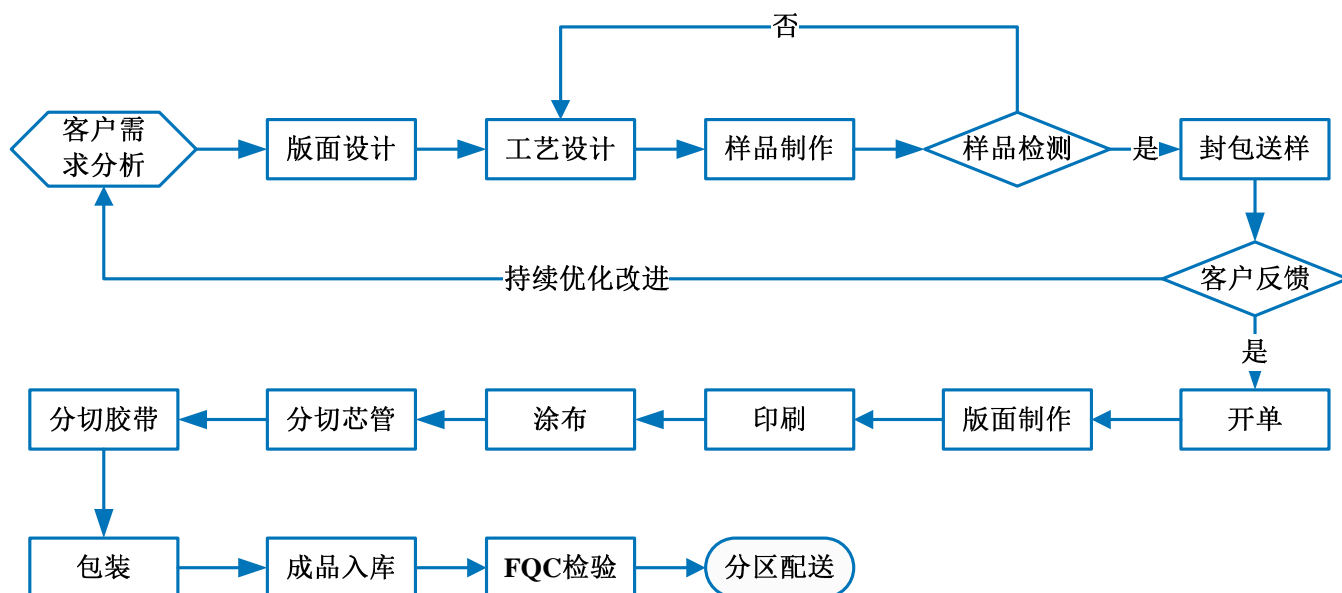 否
客户需
求分析
版面设计
工艺设计
样品制作
样品检测
是
封包送样
持续优化改进
客户反馈
是
分切胶带
分切芯管
涂布
印刷
版面制作
开单
包装
成品入库
FQC检验
分区配送